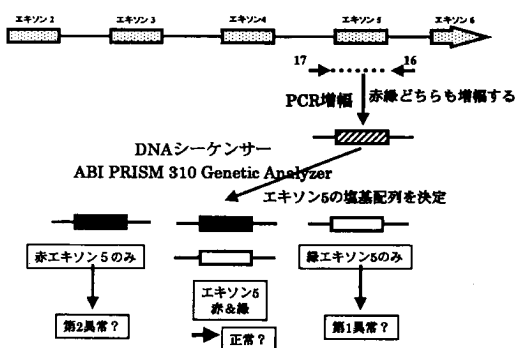 エキソン2 エキソン3 エキソン4 エキソン5 エキソン6
17 16
PCR増幅 赤緑どちらも増幅する
DNAシーケンサー
ABI PRISM 310 Genetic Analyzer
エキソン5の塩基配列を決定
赤エキソン5のみ
エキソン5
赤&緑
緑エキソン5のみ
第2異常?
正常?
第1異常?